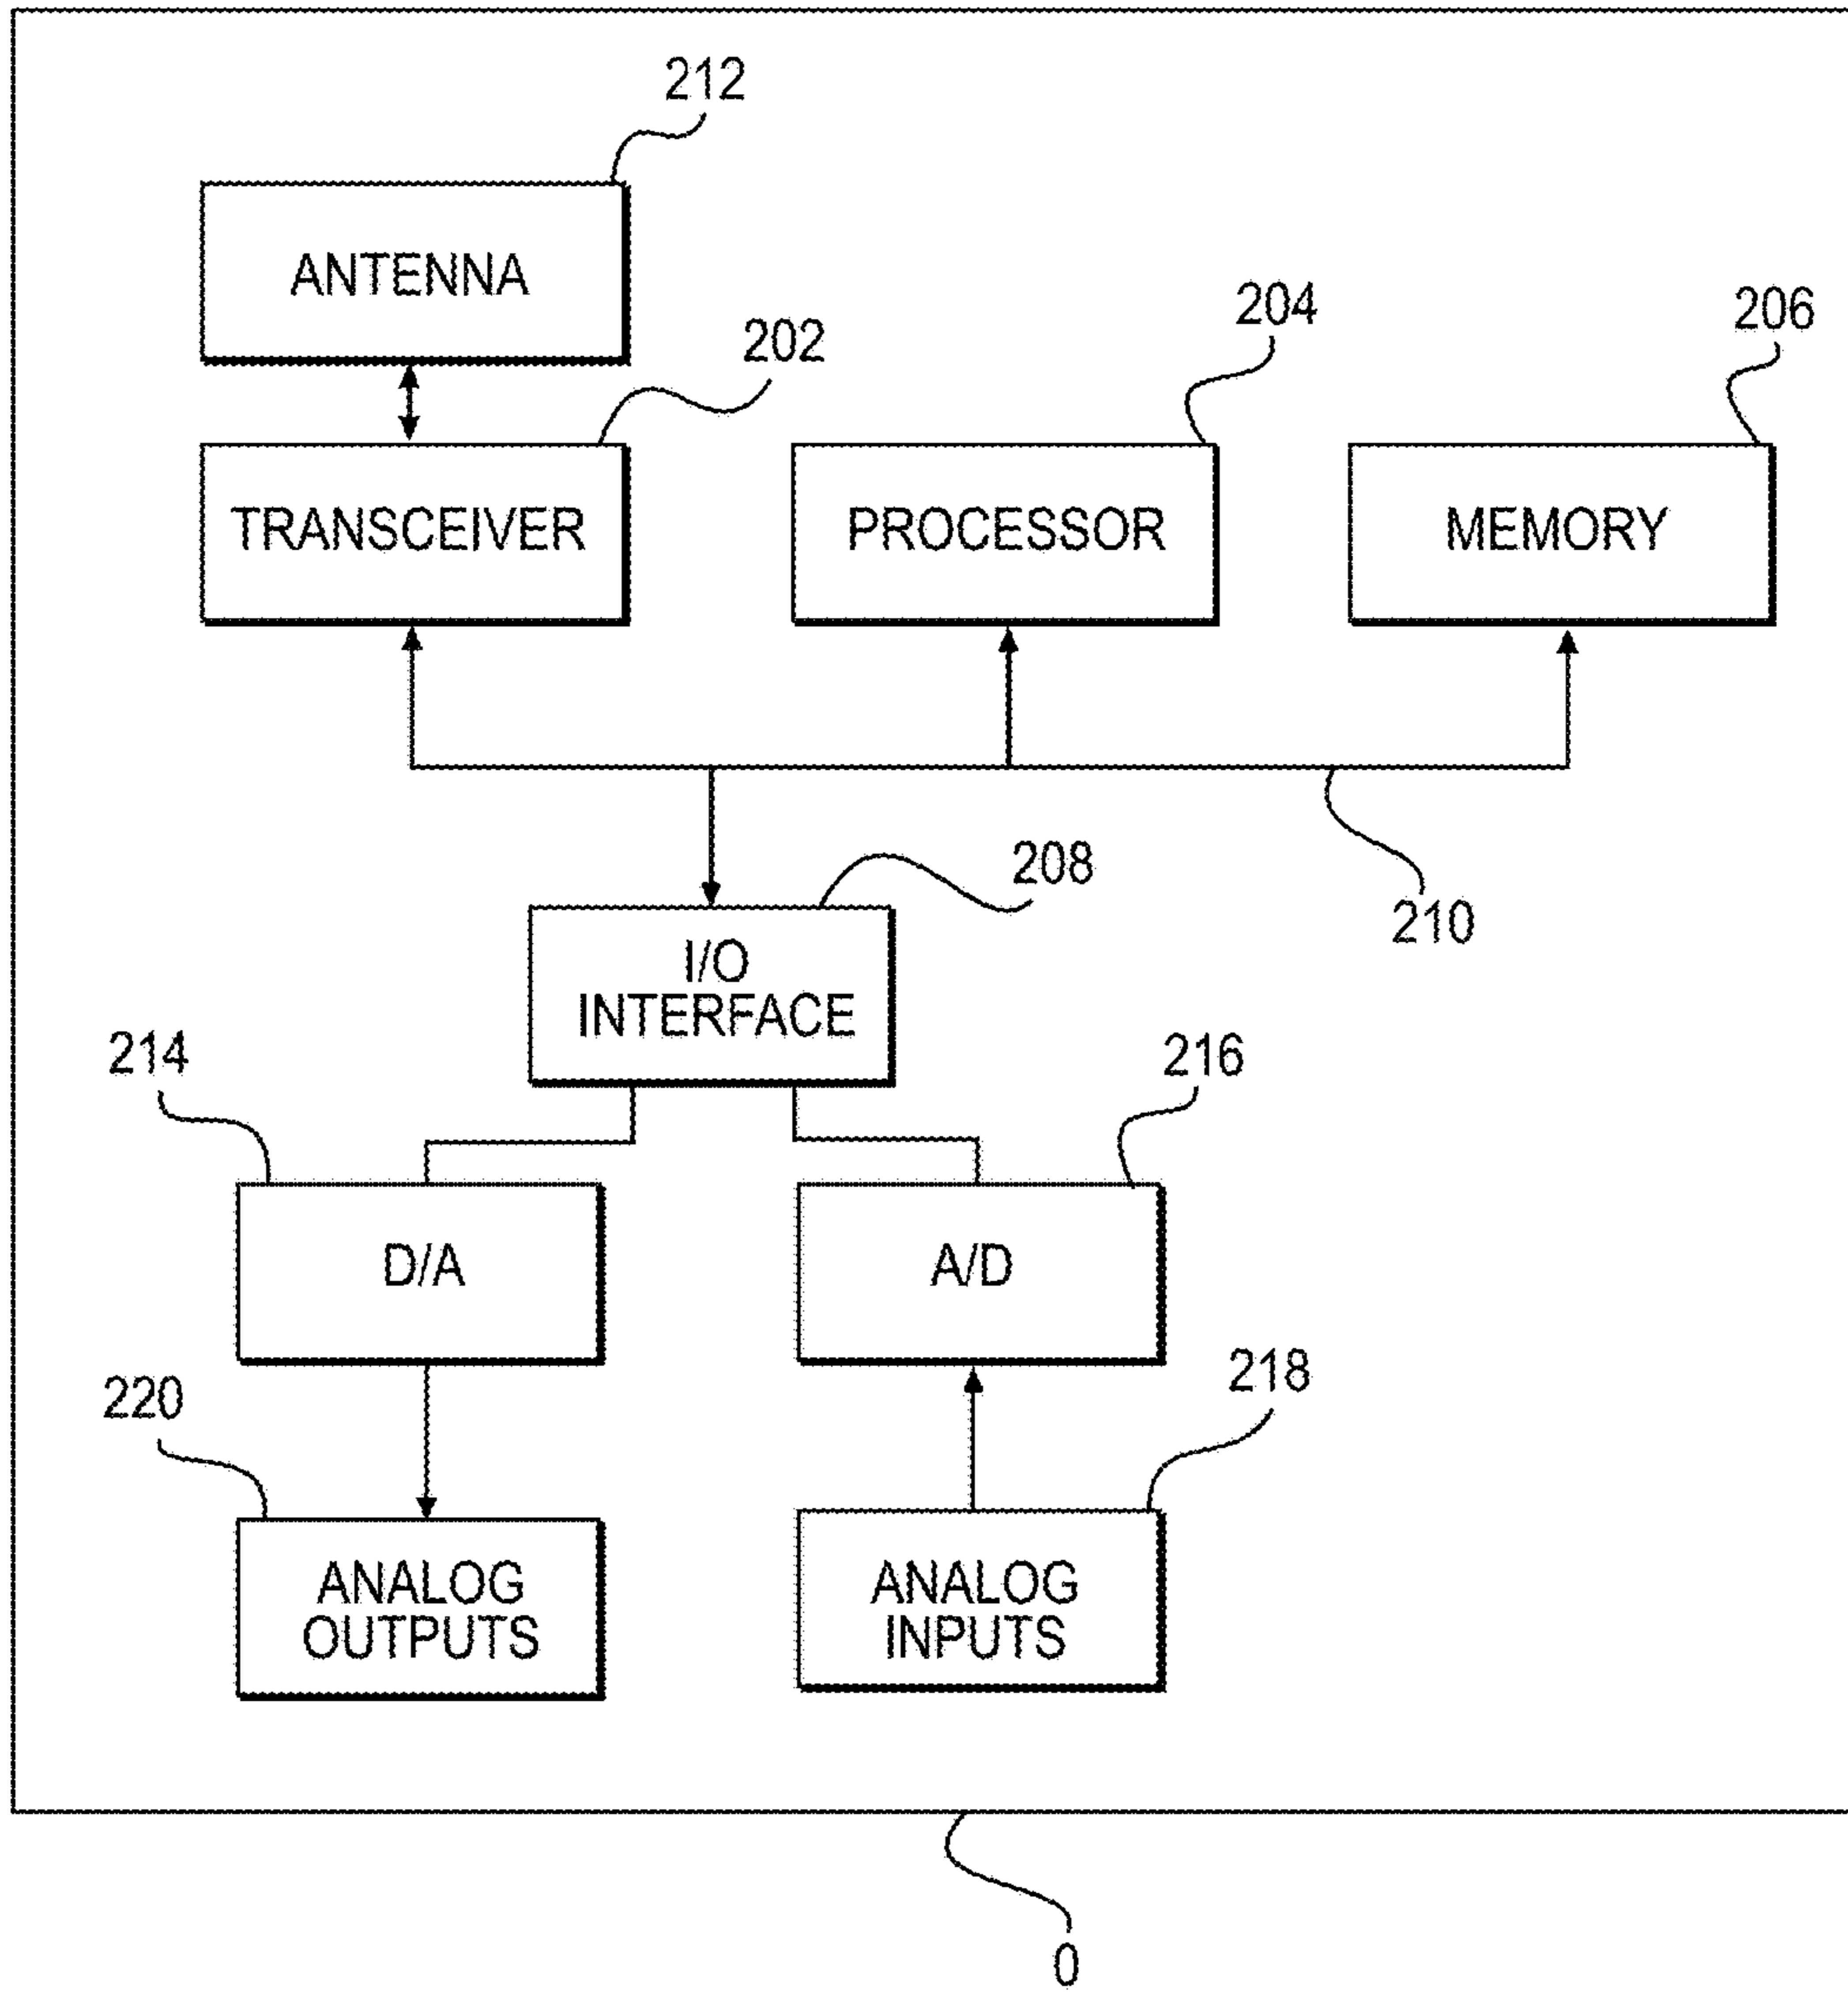 212
ANTENNA
202
204
206
TRANSCEIVER
PROCESSOR
MEMORY
210
208
I/O
INTERFACE
214
216
D/A
A/D
220
218
ANALOG
OUTPUTS
ANALOG
INPUTS
0